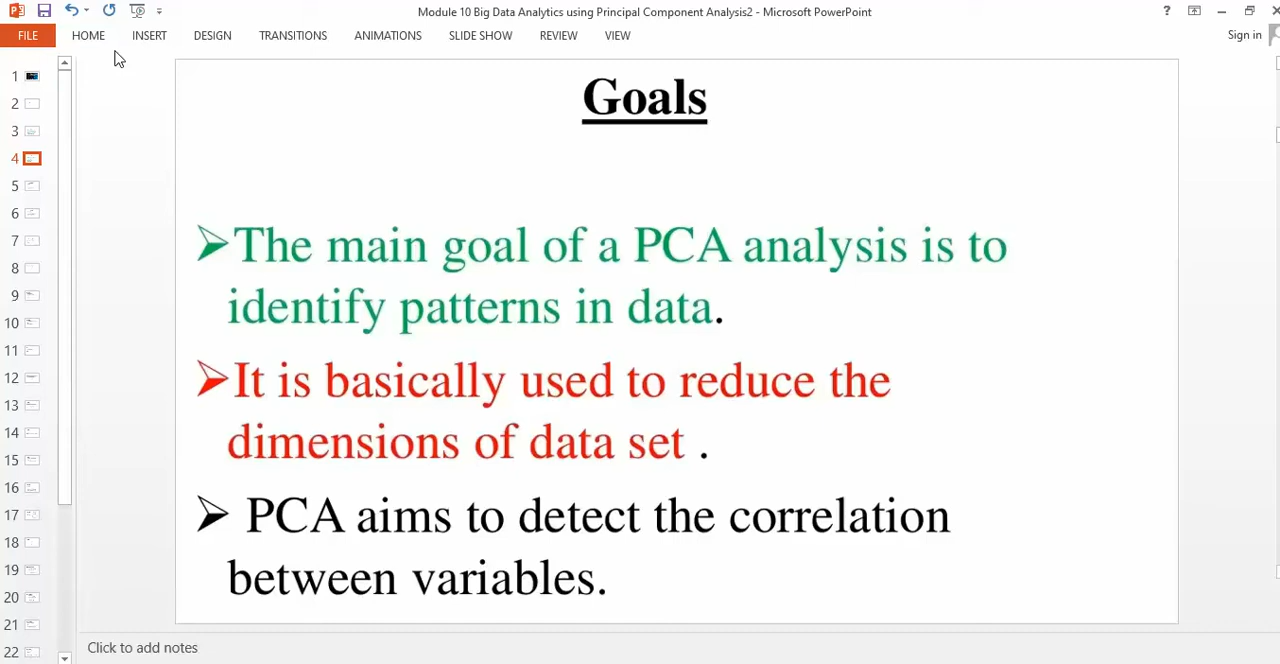 Module 10 Big Data Analytics using Principal Component Analysis2 - Microsoft PowerPoint
FILE HOME INSERT DESIGN TRANSITIONS ANIMATIONS SLIDE SHOW REVIEW VIEW Sign in
Goals
➢The main goal of a PCA analysis is to
identify patterns in data.
➢It is basically used to reduce the
dimensions of data set .
➢ PCA aims to detect the correlation
between variables.
1
2
3
4
5
6
7
8
9
10
11
12
13
14
15
16
17
18
19
20
21
22
Click to add notes